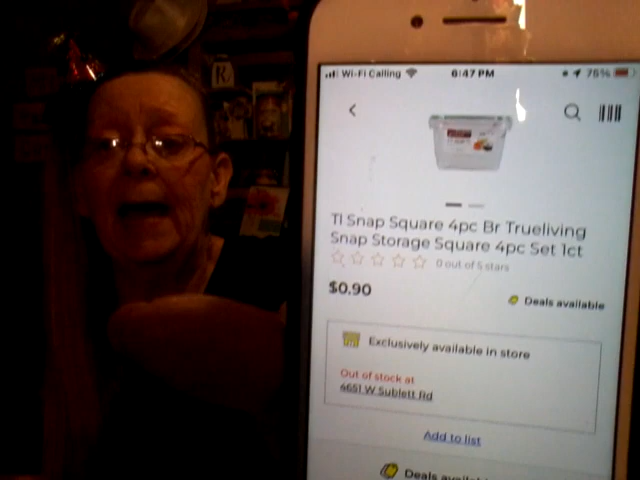 R
Wi-Fi Calling
6:47 PM
75%
Tl Snap Square 4pc Br Trueliving
Snap Storage Square 4pc Set 1ct
0 out of 5 stars
$0.90
Deals available
Exclusively available in store
Out of stock at
4651 W Sublett Rd
Add to list
Deals